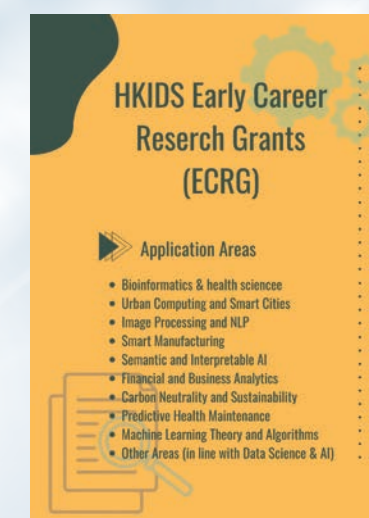 HKIDS Early Career
Reserch Grants
(ECRG)
Application Areas
• Bioinformatics & health sciencee
• Urban Computing and Smart Cities
• Image Processing and NLP
• Smart Manufacturing
• Semantic and Interpretable AI
• Financial and Business Analytics
• Carbon Neutrality and Sustainability
• Predictive Health Maintenance
• Machine Learning Theory and Algorithms
• Other Areas (in line with Data Science & AI)